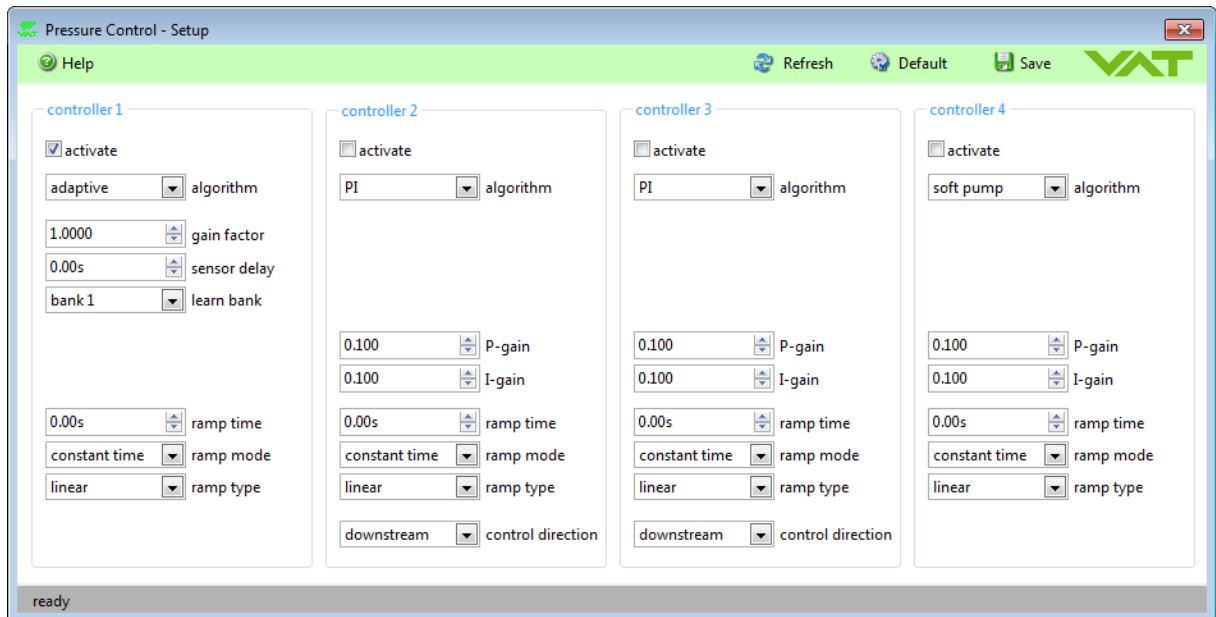 VAT Pressure Control - Setup
Help Refresh Default Save VAT
controller 1 controller 2 controller 3 controller 4
activate activate activate activate
adaptive algorithm PI algorithm PI algorithm soft pump algorithm
1.0000 gain factor
0.00s sensor delay
bank 1 learn bank
0.100 P-gain 0.100 P-gain 0.100 P-gain
0.100 I-gain 0.100 I-gain 0.100 I-gain
0.00s ramp time 0.00s ramp time 0.00s ramp time 0.00s ramp time
constant time ramp mode constant time ramp mode constant time ramp mode constant time ramp mode
linear ramp type linear ramp type linear ramp type linear ramp type
downstream control direction downstream control direction
ready